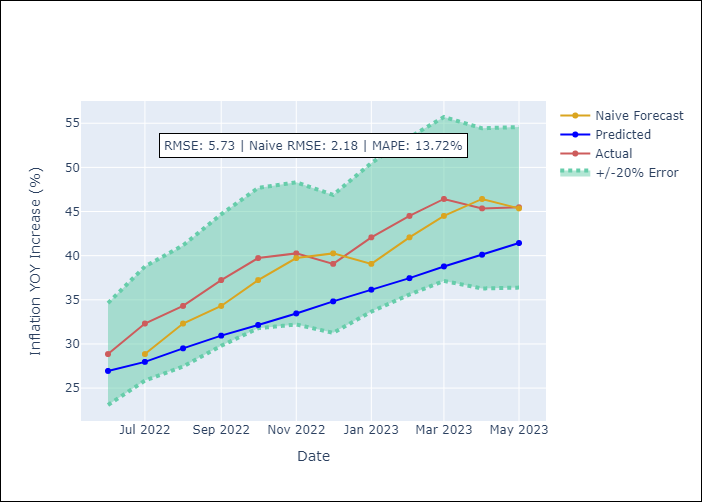 RMSE: 5.73 | Naive RMSE: 2.18 | MAPE: 13.72%
Naive Forecast
Predicted
Actual
+/-20% Error
Inflation YOY Increase (%)
55
50
45
40
35
30
25
Jul 2022
Sep 2022
Nov 2022
Jan 2023
Mar 2023
May 2023
Date